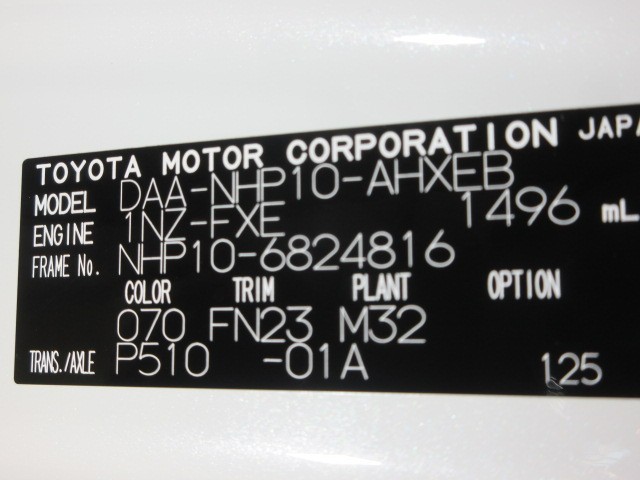 TOYOTA MOTOR CORPORATION JAPA
MODEL DAA-NHP10-AHXEB
ENGINE 1NZ-FXE 1496 mL
FRAME No. NHP10-6824816
COLOR TRIM PLANT OPTION
070 FN23 M32
TRANS./AXLE P510 -01A 125